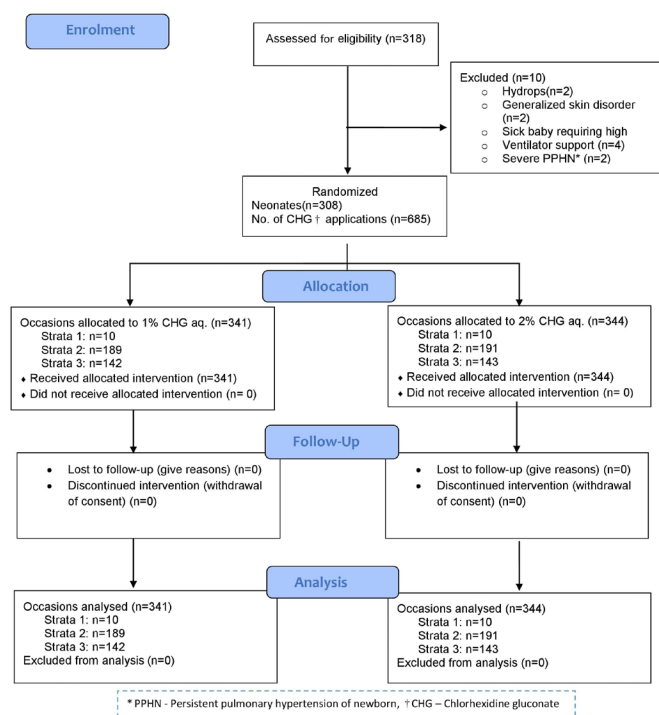 Enrolment
Assessed for eligibility (n=318)
Excluded (n=10)
o Hydrops(n=2)
o Generalized skin disorder
(n=2)
o Sick baby requiring high
o Ventilator support (n=4)
o Severe PPHN* (n=2)
Randomized
Neonates(n=308)
No. of CHG † applications (n=685)
Allocation
Occasions allocated to 1% CHG aq. (n=341)
Strata 1: n=10
Strata 2: n=189
Strata 3: n=142
♦ Received allocated intervention (n=341)
♦ Did not receive allocated intervention (n= 0)
Occasions allocated to 2% CHG aq. (n=344)
Strata 1: n=10
Strata 2: n=191
Strata 3: n=143
♦ Received allocated intervention (n=344)
♦ Did not receive allocated intervention (n= 0)
Follow-Up
• Lost to follow-up (give reasons) (n=0)
• Discontinued intervention (withdrawal
of consent) (n=0)
• Lost to follow-up (give reasons) (n=0)
• Discontinued intervention (withdrawal
of consent) (n=0)
Analysis
Occasions analysed (n=341)
Strata 1: n=10
Strata 2: n=189
Strata 3: n=142
Excluded from analysis (n=0)
Occasions analysed (n=344)
Strata 1: n=10
Strata 2: n=191
Strata 3: n=143
Excluded from analysis (n=0)
* PPHN - Persistent pulmonary hypertension of newborn, †CHG – Chlorhexidine gluconate